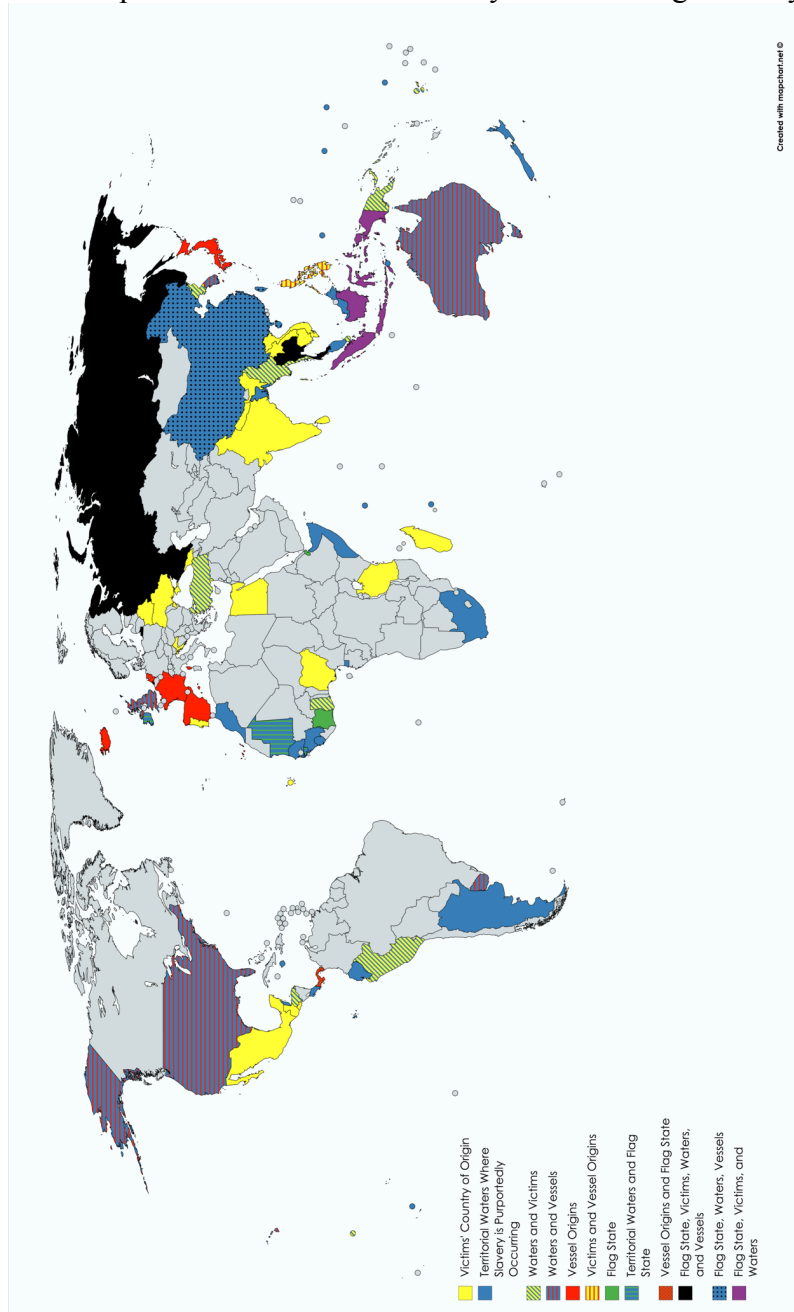 Victims' Country of Origin
Territorial Waters Where
Slavery is Purportedly
Occurring
Waters and Victims
Waters and Vessels
Vessel Origins
Victims and Vessel Origins
Flag State
Territorial Waters and Flag
State
Vessel Origins and Flag State
Flag State, Victims, Waters,
and Vessels
Flag State, Waters, Vessels
Flag State, Victims, and
Waters
Created with mapchart.net ©